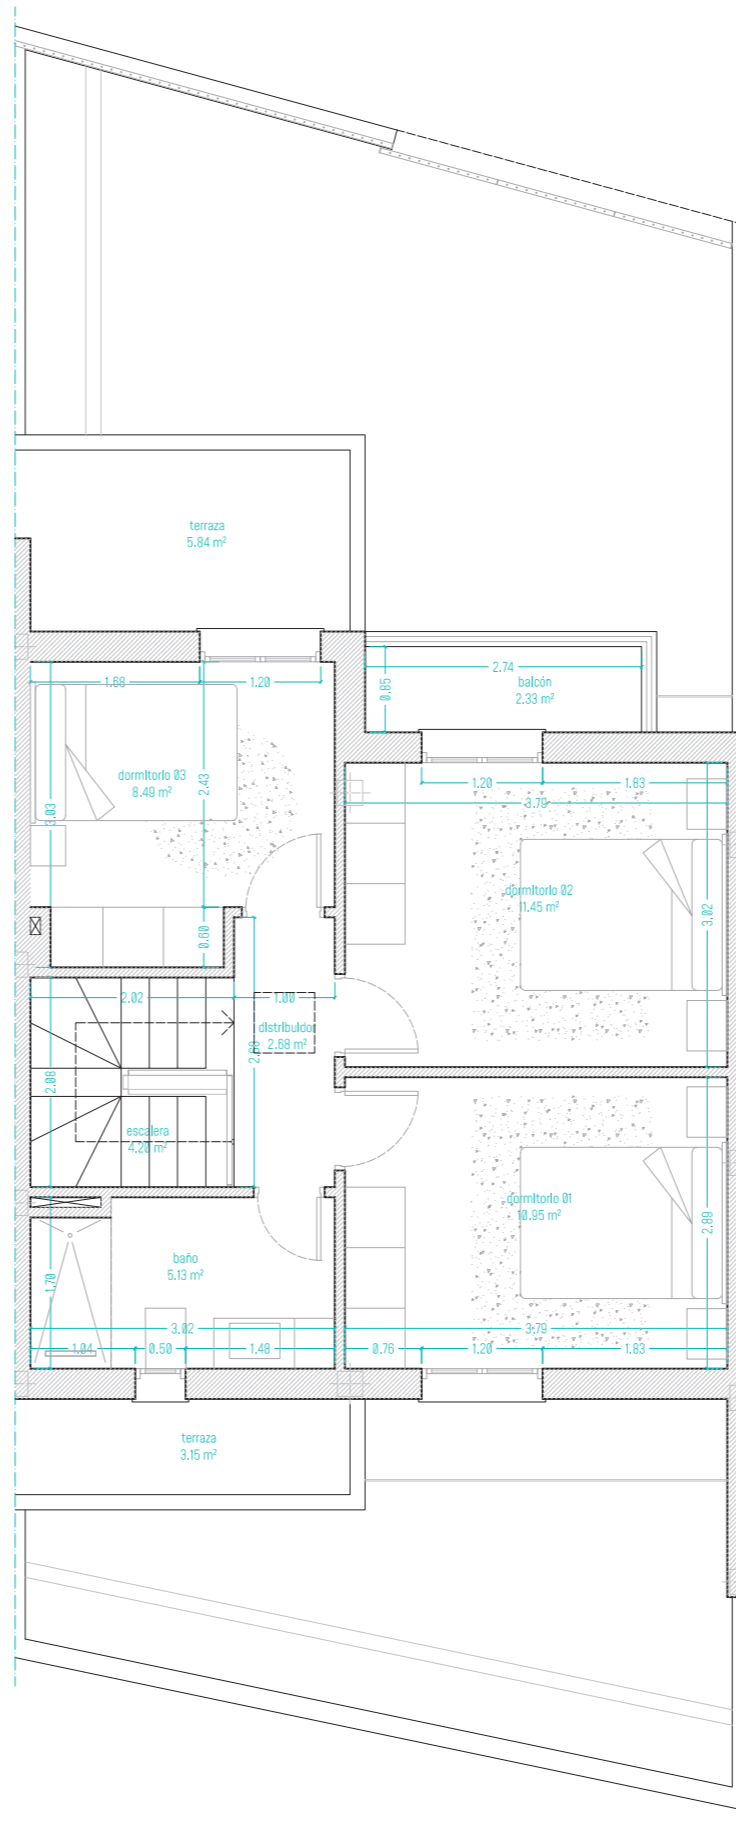 terraza
5.84 m²
2.74
0.85
balcón
2.33 m²
1.68
1.20
dormitorio 03
8.49 m²
2.43
3.03
1.20
1.83
3.79
dormitorio 02
11.45 m²
3.02
0.60
2.02
1.00
distribuidor
2.68 m²
2.08
escalera
4.20 m²
dormitorio 01
10.95 m²
2.89
baño
5.13 m²
1.70
3.02
3.79
1.04
0.50
1.48
0.76
1.20
1.83
terraza
3.15 m²